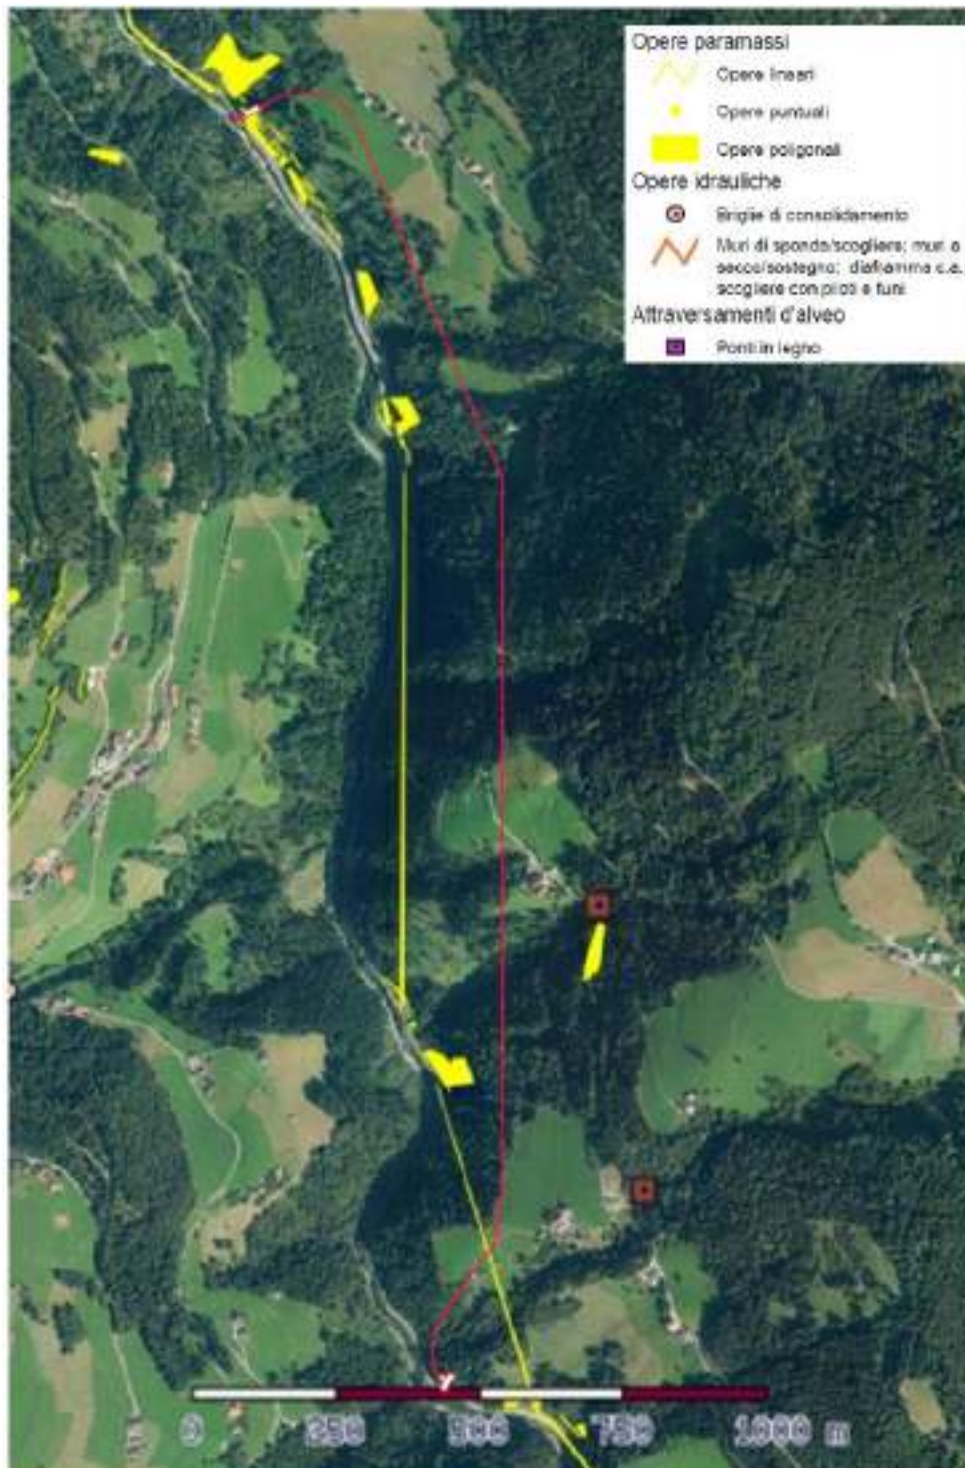 Opere paramassi
Opere lineari
Opere puntuali
Opere poligonali
Opere idrauliche
Briglie di consolidamento
Muri di sponda/scogliere; muri a
secco/sostegno; diaframma c.a.
scogliere con piloti e funi
Attraversamenti d'alveo
Ponti in legno
0 250 500 750 1000 m